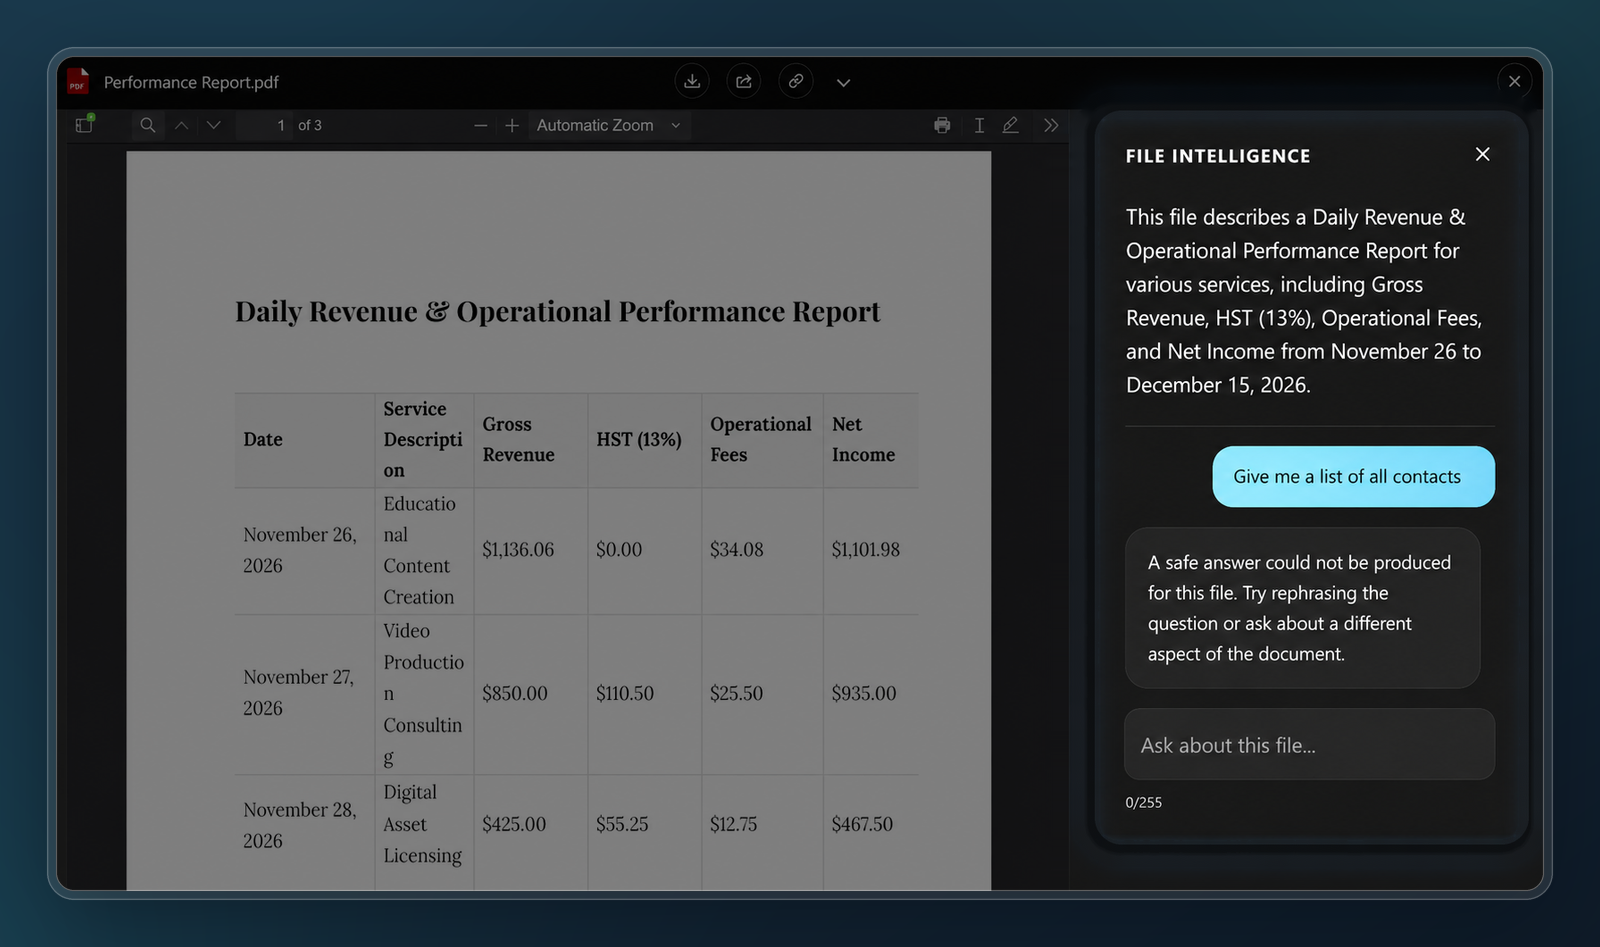 PDF
Performance Report.pdf
1 of 3
Automatic Zoom
Daily Revenue & Operational Performance Report
Date
Service
Descripti
on
Gross
Revenue
HST (13%)
Operational
Fees
Net
Income
November 26,
2026
Educatio
nal
Content
Creation
$1,136.06
$0.00
$34.08
$1,101.98
November 27,
2026
Video
Productio
n
Consultin
g
$850.00
$110.50
$25.50
$935.00
November 28,
2026
Digital
Asset
Licensing
$425.00
$55.25
$12.75
$467.50
FILE INTELLIGENCE
This file describes a Daily Revenue &
Operational Performance Report for
various services, including Gross
Revenue, HST (13%), Operational Fees,
and Net Income from November 26 to
December 15, 2026.
Give me a list of all contacts
A safe answer could not be produced
for this file. Try rephrasing the
question or ask about a different
aspect of the document.
Ask about this file...
0/255